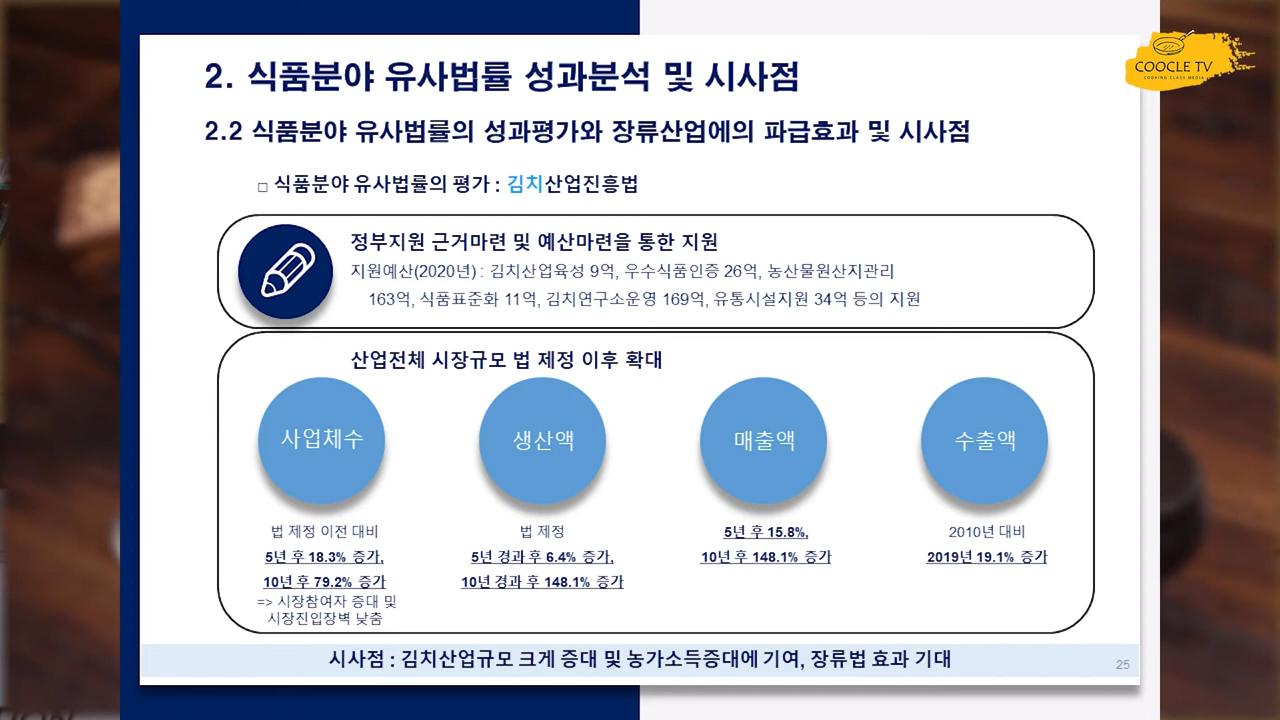 COOCLE TV
COOKING CLASS MEDIA
2. 식품분야 유사법률 성과분석 및 시사점
2.2 식품분야 유사법률의 성과평가와 장류산업에의 파급효과 및 시사점
□ 식품분야 유사법률의 평가 : 김치산업진흥법
정부지원 근거마련 및 예산마련을 통한 지원
지원예산(2020년) : 김치산업육성 9억, 우수식품인증 26억, 농산물원산지관리
163억, 식품표준화 11억, 김치연구소운영 169억, 유통시설지원 34억 등의 지원
산업전체 시장규모 법 제정 이후 확대
사업체수
생산액
매출액
수출액
법 제정 이전 대비
5년 후 18.3% 증가,
10년 후 79.2% 증가
=> 시장참여자 증대 및
시장진입장벽 낮춤
법 제정
5년 경과 후 6.4% 증가,
10년 경과 후 148.1% 증가
5년 후 15.8%,
10년 후 148.1% 증가
2010년 대비
2019년 19.1% 증가
시사점 : 김치산업규모 크게 증대 및 농가소득증대에 기여, 장류법 효과 기대
25